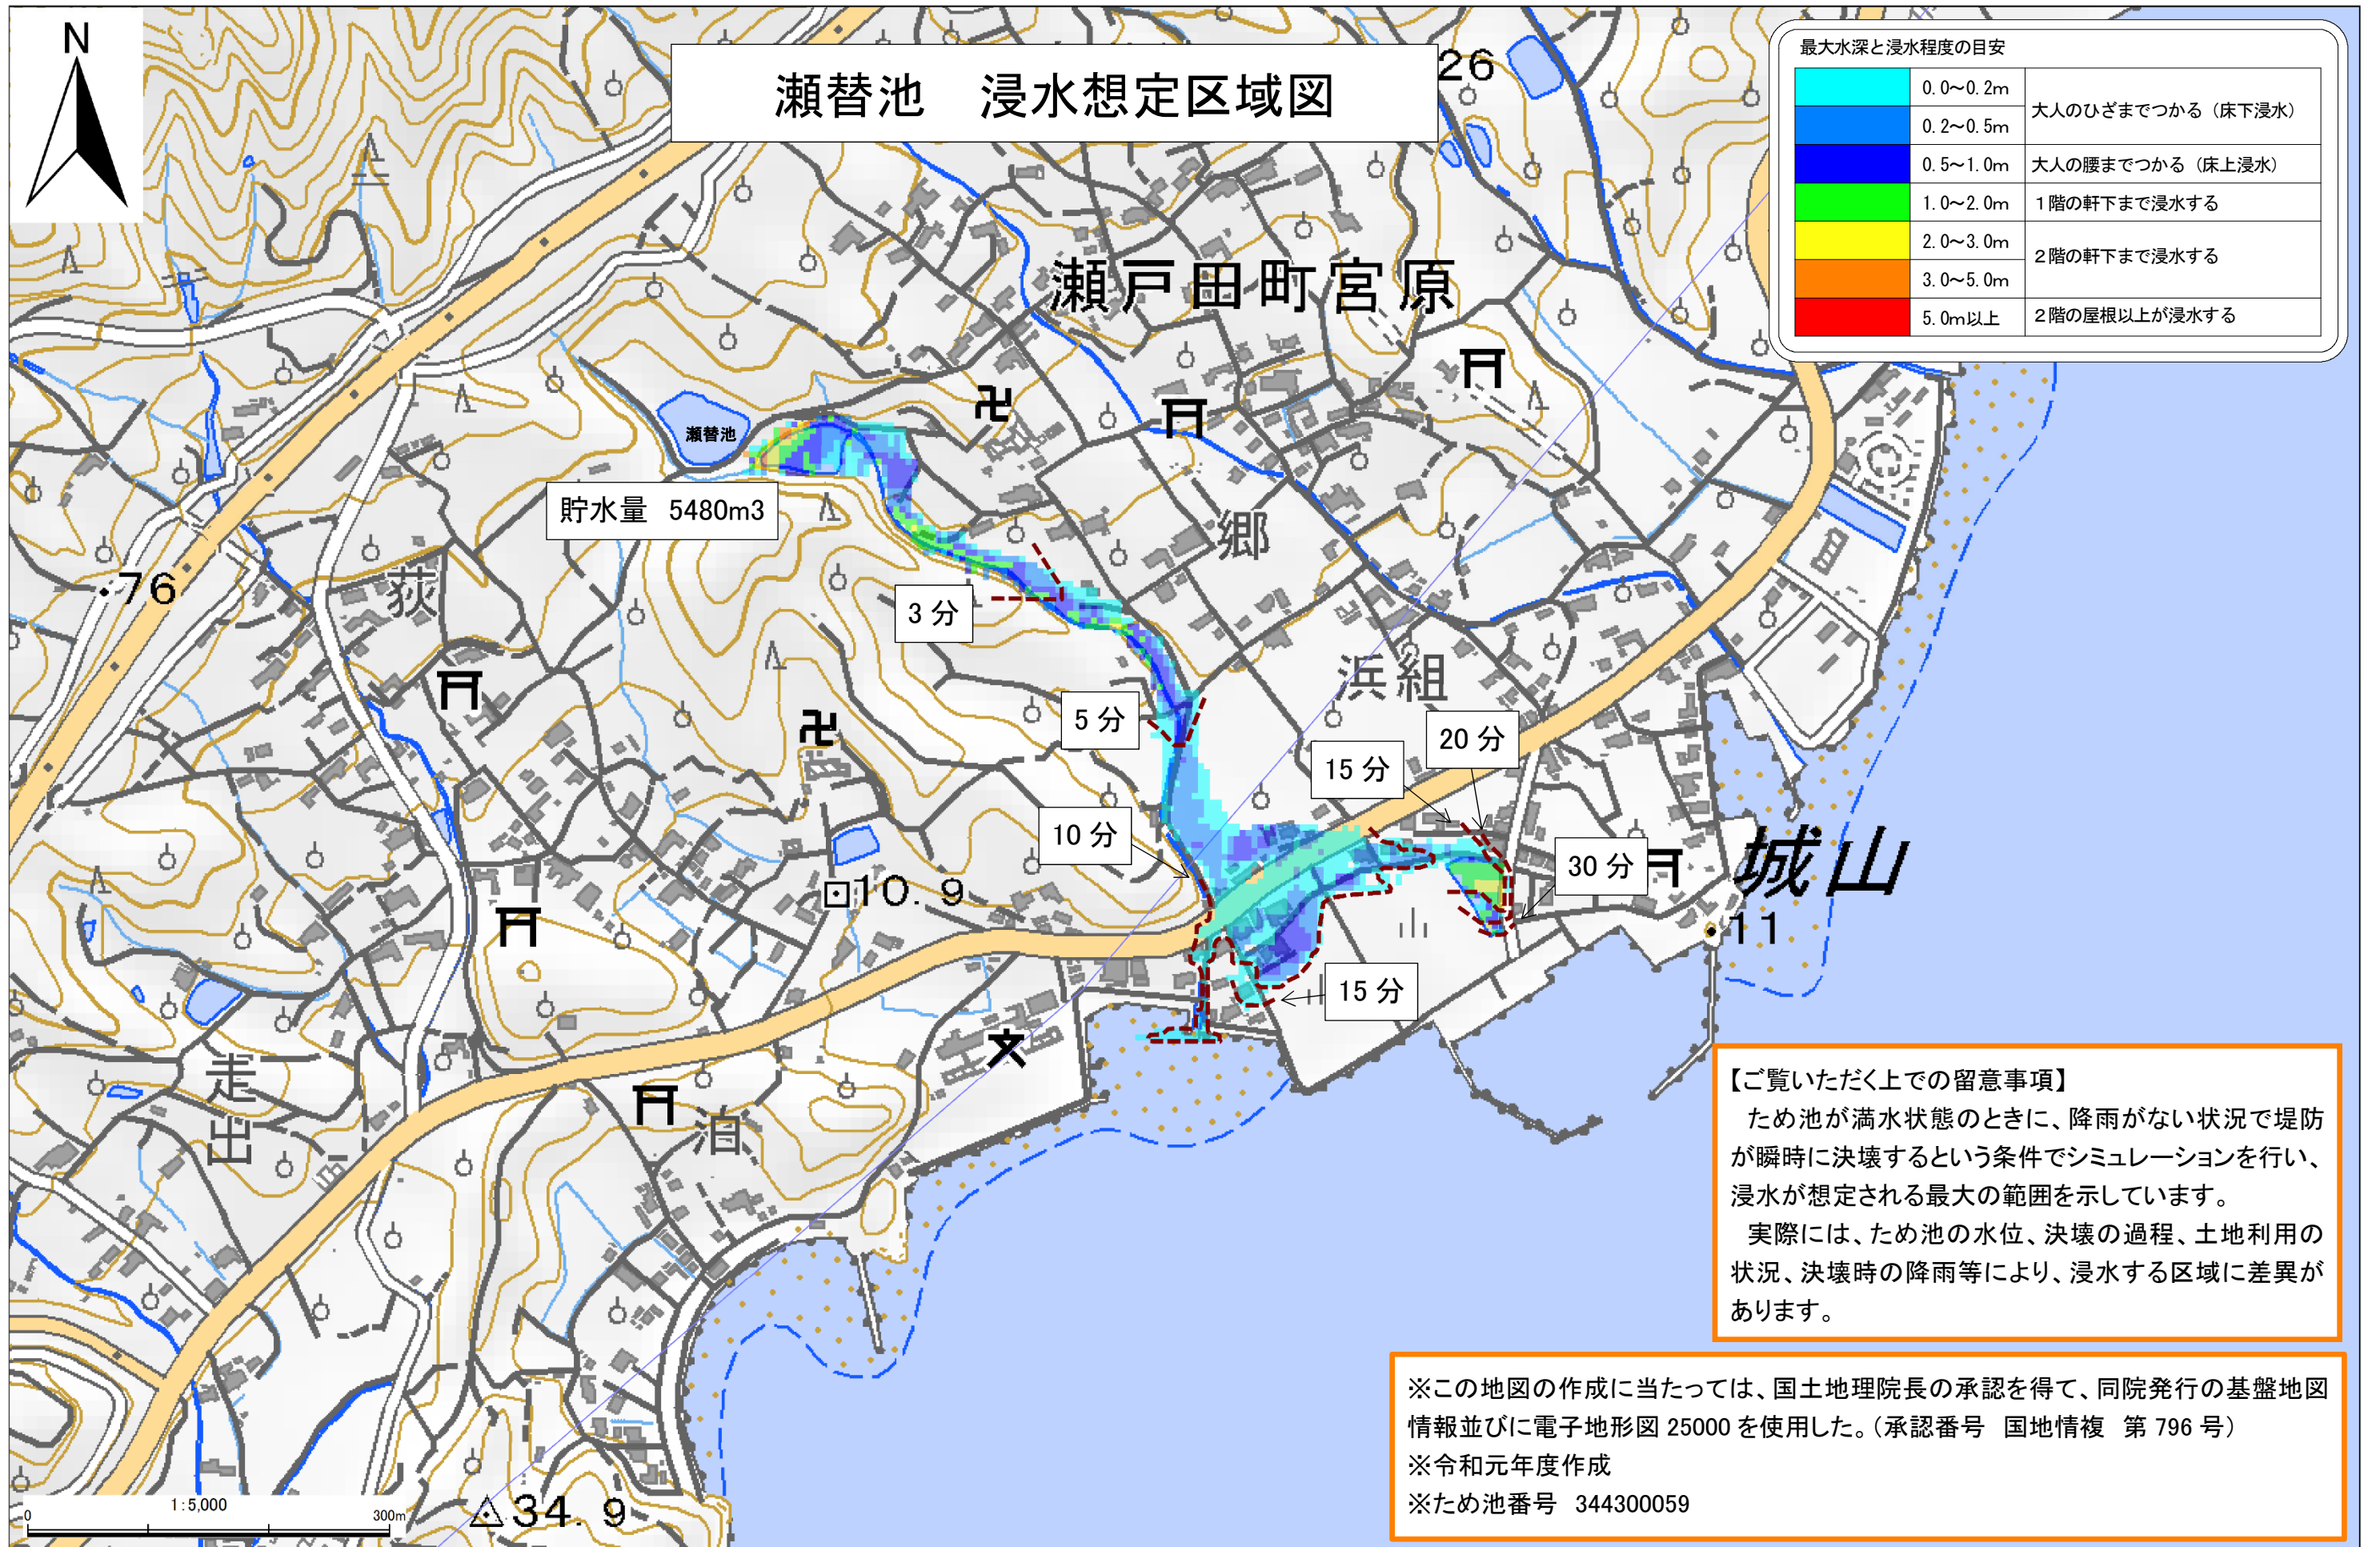 N
瀬替池　浸水想定区域図
26
最大水深と浸水程度の目安
0.0～0.2m
大人のひざまでつかる（床下浸水）
0.2～0.5m
0.5～1.0m　大人の腰までつかる（床上浸水）
1.0～2.0m　１階の軒下まで浸水する
2.0～3.0m
２階の軒下まで浸水する
3.0～5.0m
5.0m以上　２階の屋根以上が浸水する
瀬戸田町宮原
瀬替池
貯水量　5480m3
郷
76
荻
3 分
浜組
5 分
20 分
15 分
10 分
城山
30 分
10.9
11
15 分
走出
泊
【ご覧いただく上での留意事項】
ため池が満水状態のときに、降雨がない状況で堤防
が瞬時に決壊するという条件でシミュレーションを行い、
浸水が想定される最大の範囲を示しています。
実際には、ため池の水位、決壊の過程、土地利用の
状況、決壊時の降雨等により、浸水する区域に差異が
あります。
※この地図の作成に当たっては、国土地理院長の承認を得て、同院発行の基盤地図
情報並びに電子地形図 25000 を使用した。（承認番号　国地情複　第 796 号）
※令和元年度作成
※ため池番号　344300059
1:5,000
0　300m
34.9